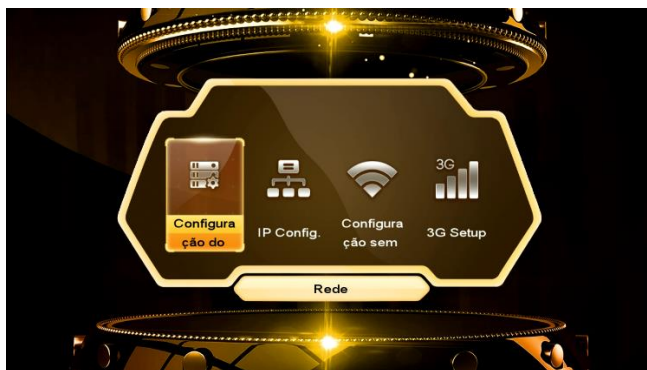 3G
Configura
ção do
IP Config.
Configura
ção sem
3G Setup
Rede